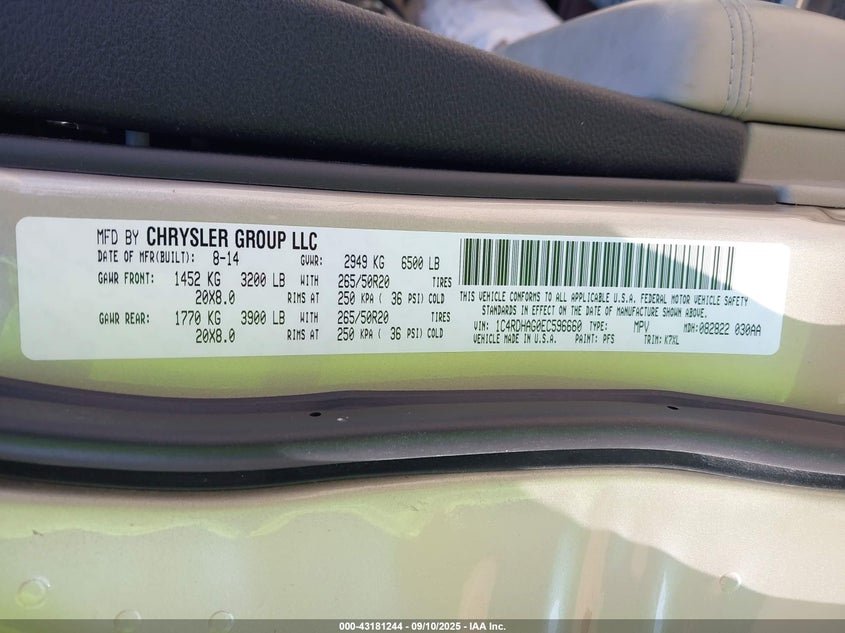 MFD BY CHRYSLER GROUP LLC
DATE OF MFR(BUILT): 8-14 GVWR: 2949 KG 6500 LB
GAWR FRONT: 1452 KG 3200 LB WITH 265/50R20 TIRES
20X8.0 RIMS AT 250 KPA ( 36 PSI) COLD
GAWR REAR: 1770 KG 3900 LB WITH 265/50R20 TIRES
20X8.0 RIMS AT 250 KPA ( 36 PSI) COLD
THIS VEHICLE CONFORMS TO ALL APPLICABLE U.S.A. FEDERAL MOTOR VEHICLE SAFETY
STANDARDS IN EFFECT ON THE DATE OF MANUFACTURE SHOWN ABOVE.
VIN: 1C4RDHAG0EC596660 TYPE: MPV MDH: 082822 030AA
VEHICLE MADE IN U.S.A. PAINT: PFS TRIM: K7XL
000-43181244 | 09/10/2025 | IAA Inc.